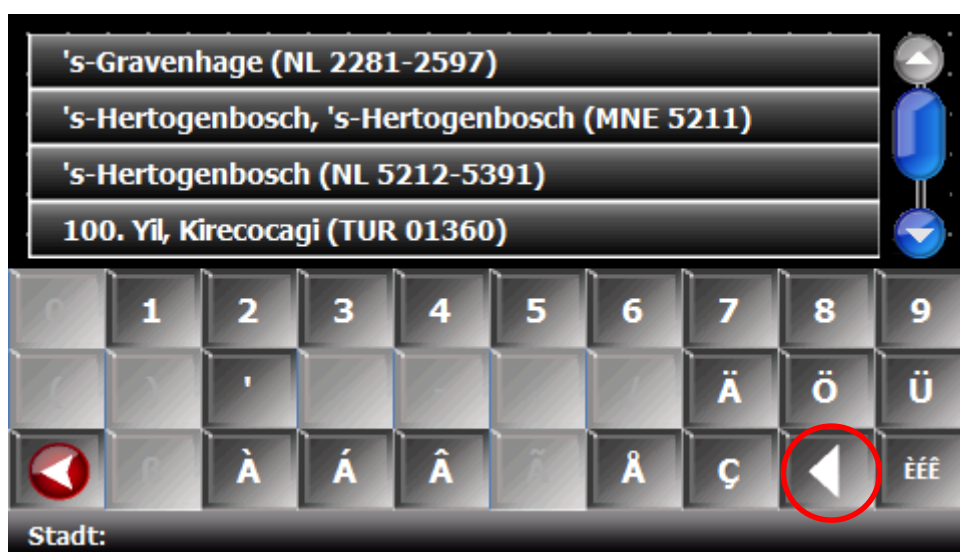 's-Gravenhage (NL 2281-2597)
's-Hertogenbosch, 's-Hertogenbosch (MNE 5211)
's-Hertogenbosch (NL 5212-5391)
100. Yil, Kirecocagi (TUR 01360)
1 2 3 4 5 6 7 8 9
' Ä Ö Ü
À Á Â Ã Å Ç ÈÉÊ
Stadt: